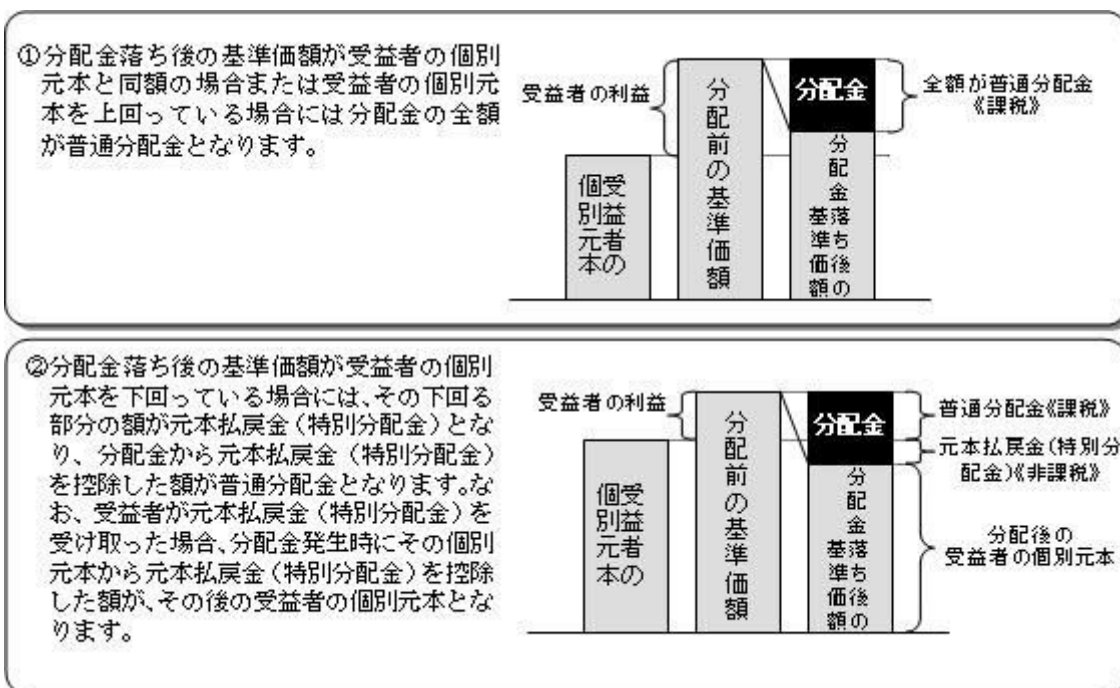 ①分配金落ち後の基準価額が受益者の個別
元本と同額の場合または受益者の個別元
本を上回っている場合には分配金の全額
が普通分配金となります。
受益者の利益
受益者の
個別元本
分配前の基準価額
分配金
分配金落ち後の
基準価額
全額が普通分配金
《課税》
②分配金落ち後の基準価額が受益者の個別
元本を下回っている場合には、その下回る
部分の額が元本払戻金(特別分配金)とな
り、分配金から元本払戻金(特別分配金)
を控除した額が普通分配金となります。な
お、受益者が元本払戻金(特別分配金)を
受け取った場合、分配金発生時にその個別
元本から元本払戻金(特別分配金)を控除
した額が、その後の受益者の個別元本とな
ります。
受益者の利益
受益者の
個別元本
分配前の基準価額
分配金
分配金落ち後の
基準価額
普通分配金《課税》
元本払戻金(特別分
配金)《非課税》
分配後の
受益者の個別元本